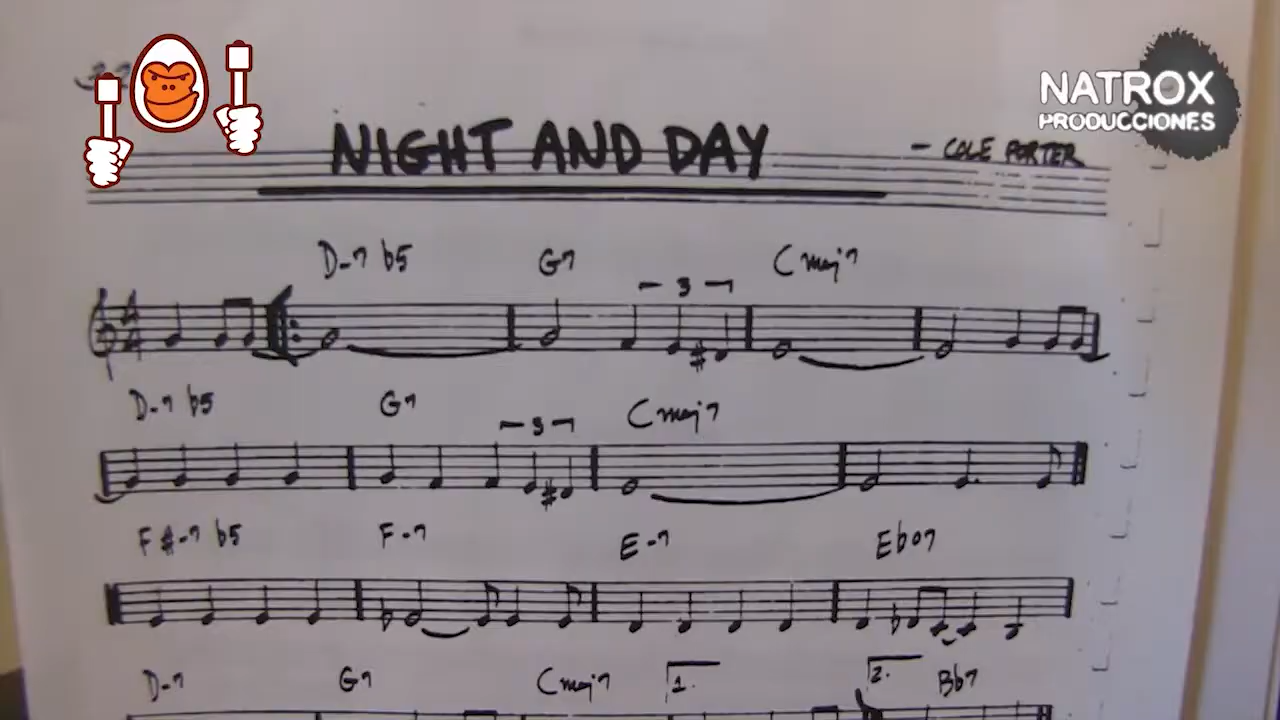 NATROX
PRODUCCIONES
NIGHT AND DAY
- COLE PORTER
D-7 b5 G7 Cmaj7
3
D-7 b5 G7 Cmaj7
3
F#-7 b5 F-7 E-7 Ebo7
D-7 G7 Cmaj7 1. 2. Bb7